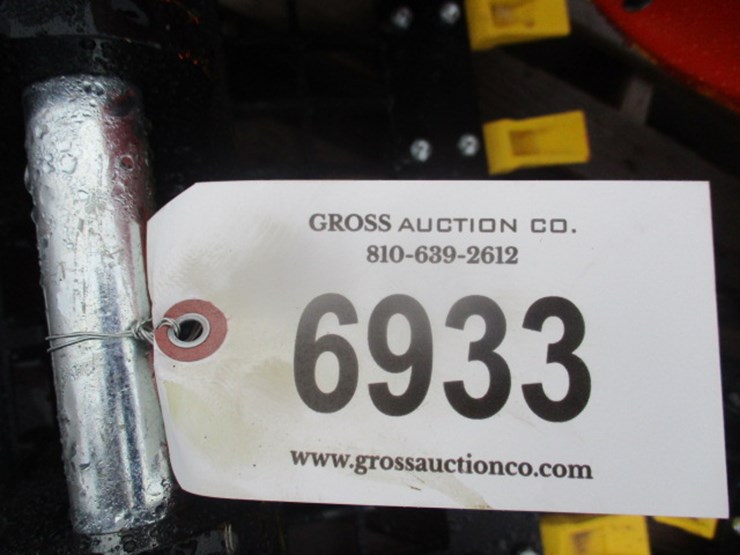 GROSS AUCTION CO.
810-639-2612
6933
www.grossauctionco.com